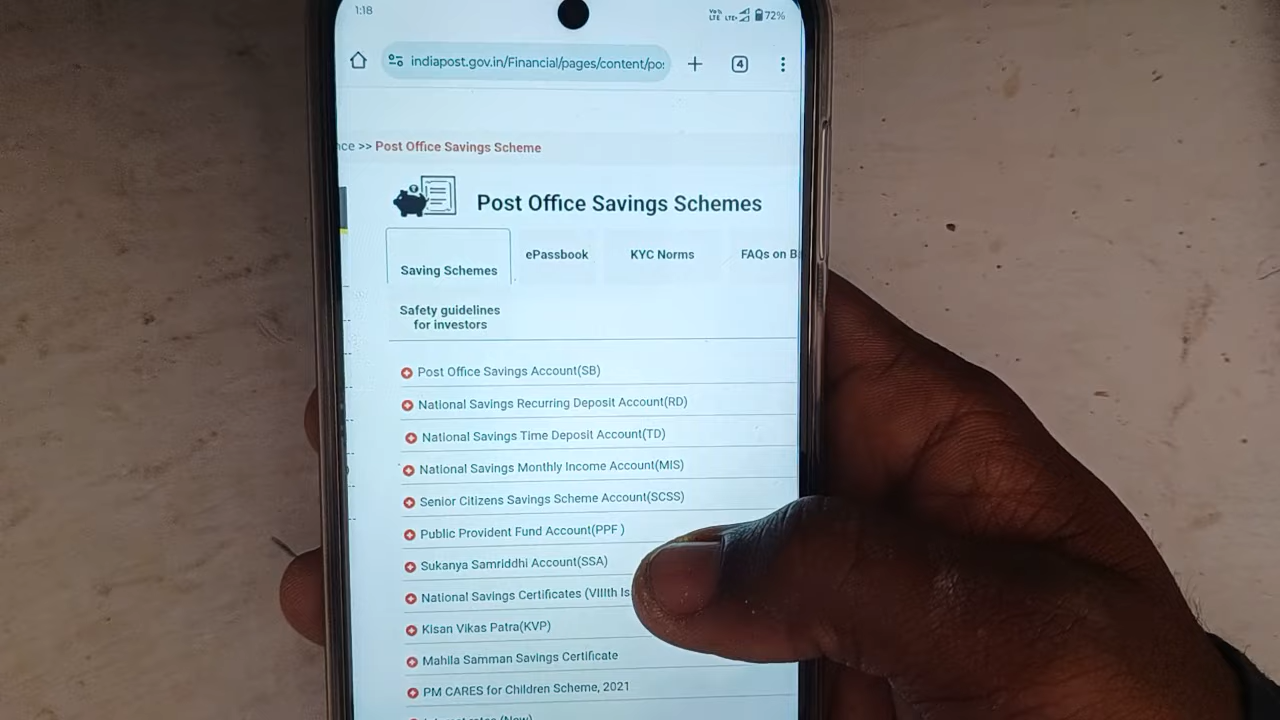 1:18
72%
indiapost.gov.in/Financial/pages/content/po
4
nce >> Post Office Savings Scheme
Post Office Savings Schemes
Saving Schemes
ePassbook
KYC Norms
FAQs on B
Safety guidelines
for investors
Post Office Savings Account(SB)
National Savings Recurring Deposit Account(RD)
National Savings Time Deposit Account(TD)
National Savings Monthly Income Account(MIS)
Senior Citizens Savings Scheme Account(SCSS)
Public Provident Fund Account(PPF )
Sukanya Samriddhi Account(SSA)
National Savings Certificates (VIIIth Is
Kisan Vikas Patra(KVP)
Mahila Samman Savings Certificate
PM CARES for Children Scheme, 2021